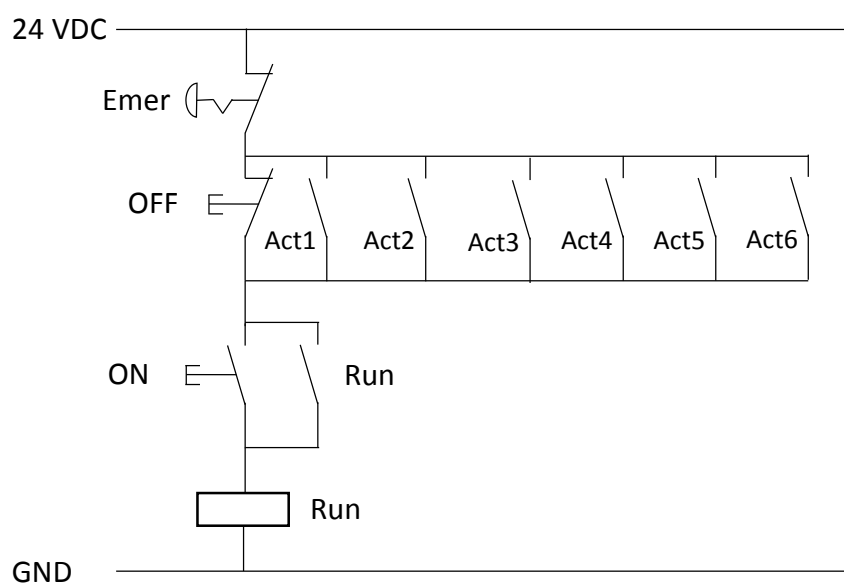 24 VDC
Emer
OFF
Act1 Act2 Act3 Act4 Act5 Act6
ON
Run
Run
GND